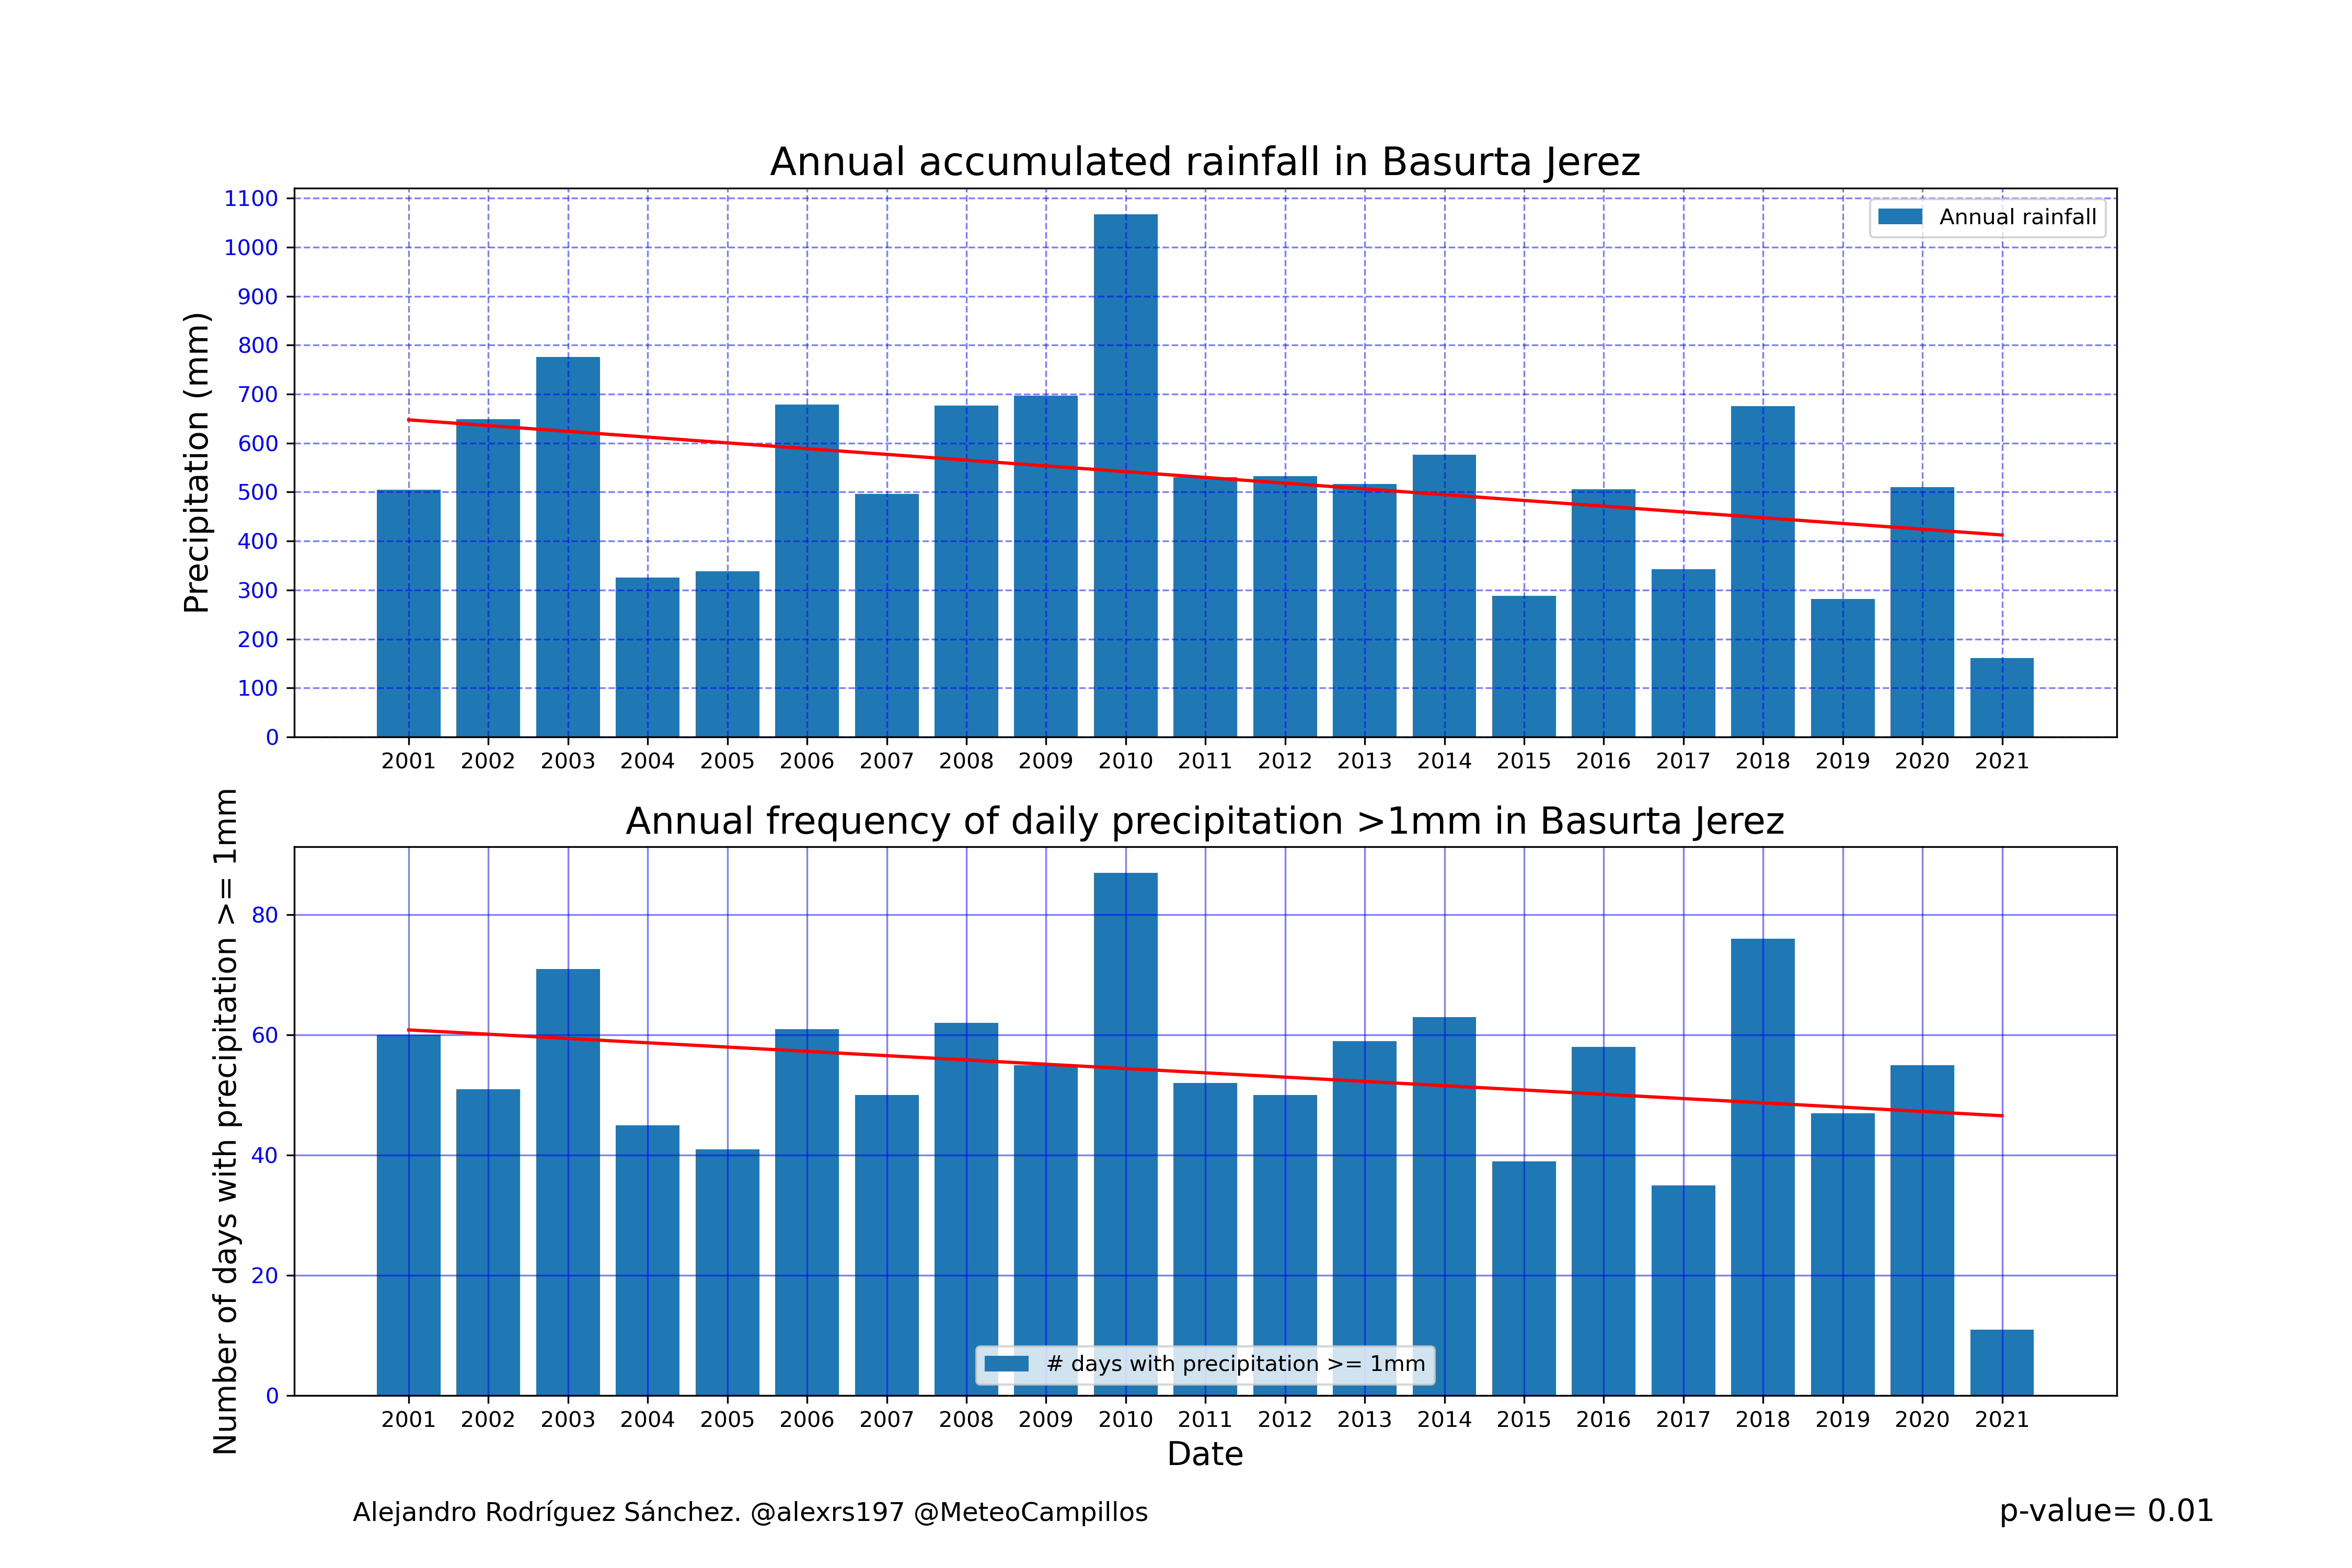 Annual accumulated rainfall in Basurta Jerez
Precipitation (mm)
1100
1000
900
800
700
600
500
400
300
200
100
0
Annual rainfall
2001 2002 2003 2004 2005 2006 2007 2008 2009 2010 2011 2012 2013 2014 2015 2016 2017 2018 2019 2020 2021
Annual frequency of daily precipitation >1mm in Basurta Jerez
Number of days with precipitation >= 1mm
80
60
40
20
0
# days with precipitation >= 1mm
2001 2002 2003 2004 2005 2006 2007 2008 2009 2010 2011 2012 2013 2014 2015 2016 2017 2018 2019 2020 2021
Date
Alejandro Rodríguez Sánchez. @alexrs197 @MeteoCampillos
p-value= 0.01